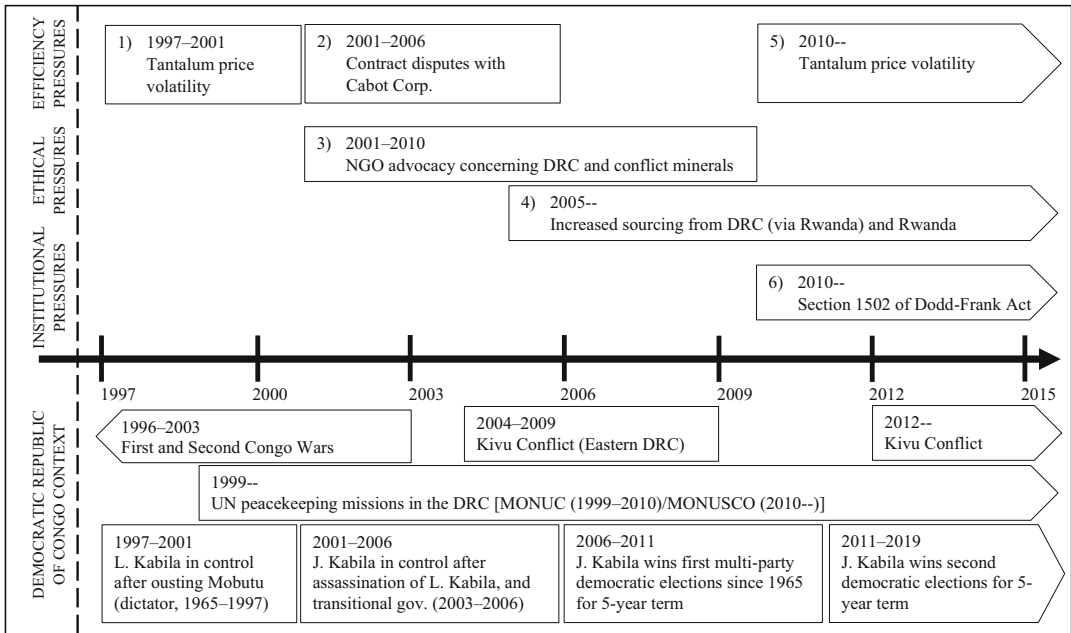 EFFICIENCY
PRESSURES
1) 1997–2001
Tantalum price
volatility
2) 2001–2006
Contract disputes with
Cabot Corp.
5) 2010--
Tantalum price volatility
ETHICAL
PRESSURES
3) 2001–2010
NGO advocacy concerning DRC and conflict minerals
4) 2005--
Increased sourcing from DRC (via Rwanda) and Rwanda
INSTITUTIONAL
PRESSURES
6) 2010--
Section 1502 of Dodd-Frank Act
1997 2000 2003 2006 2009 2012 2015
DEMOCRATIC REPUBLIC
OF CONGO CONTEXT
1996–2003
First and Second Congo Wars
2004–2009
Kivu Conflict (Eastern DRC)
2012--
Kivu Conflict
1999--
UN peacekeeping missions in the DRC [MONUC (1999–2010)/MONUSCO (2010--)]
1997–2001
L. Kabila in control
after ousting Mobutu
(dictator, 1965–1997)
2001–2006
J. Kabila in control after
assassination of L. Kabila, and
transitional gov. (2003–2006)
2006–2011
J. Kabila wins first multi-party
democratic elections since 1965
for 5-year term
2011–2019
J. Kabila wins second
democratic elections for 5-
year term